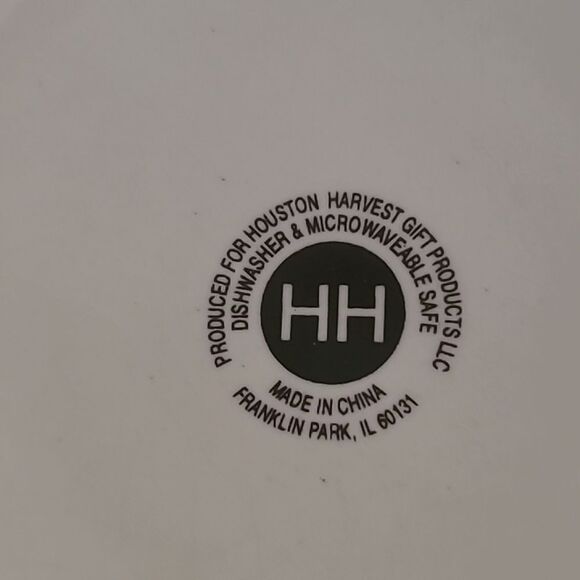 PRODUCED FOR HOUSTON HARVEST GIFT PRODUCTS LLC
DISHWASHER & MICROWAVEABLE SAFE
HH
MADE IN CHINA
FRANKLIN PARK, IL 60131